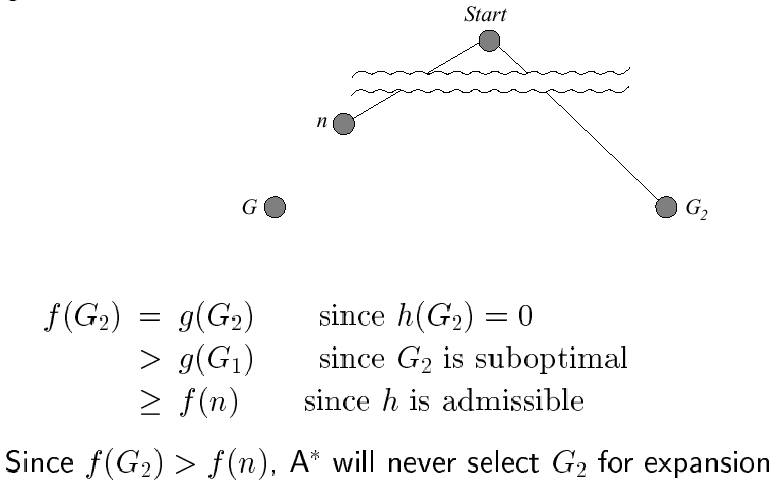 Start
n
G
G₂
f(G₂) = g(G₂) since h(G₂) = 0
> g(G₁) since G₂ is suboptimal
≥ f(n) since h is admissible
Since f(G₂) > f(n), A* will never select G₂ for expansion